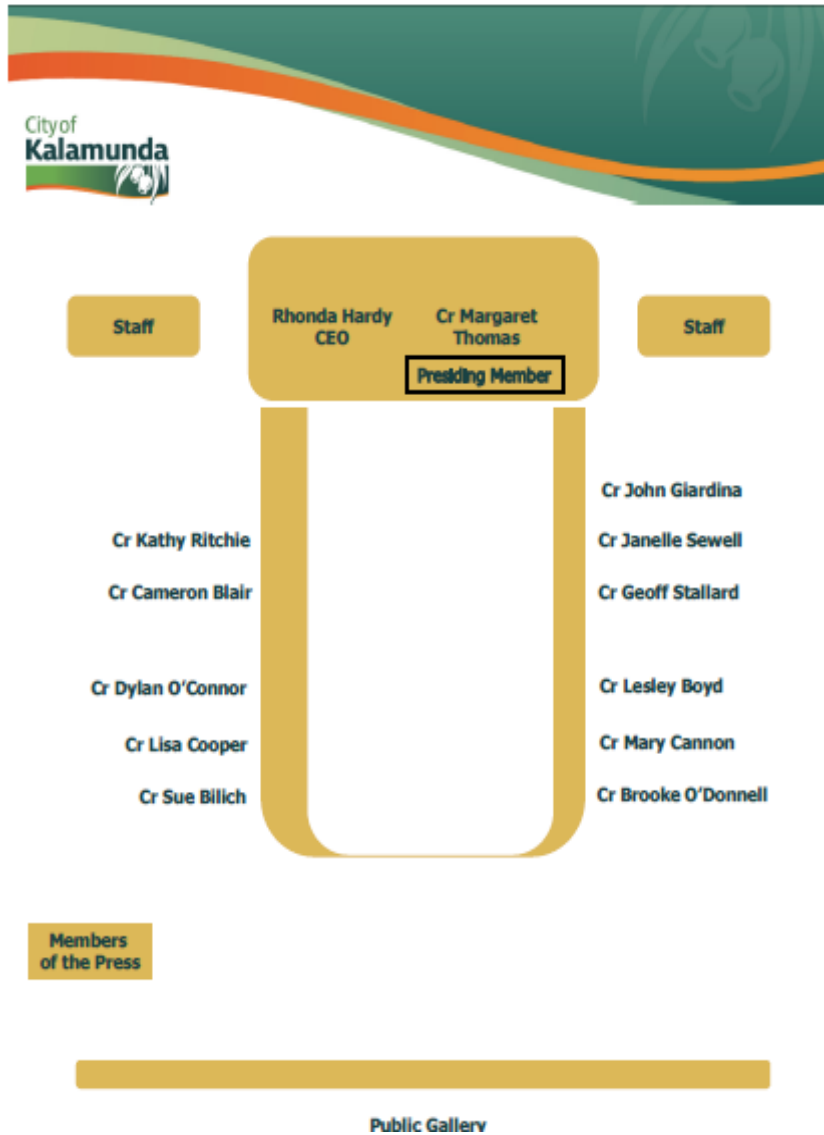 City of
Kalamunda
Staff
Rhonda Hardy
CEO
Cr Margaret
Thomas
Presiding Member
Staff
Cr John Giardina
Cr Kathy Ritchie
Cr Janelle Sewell
Cr Cameron Blair
Cr Geoff Stallard
Cr Dylan O’Connor
Cr Lesley Boyd
Cr Lisa Cooper
Cr Mary Cannon
Cr Sue Bilich
Cr Brooke O’Donnell
Members
of the Press
Public Gallery